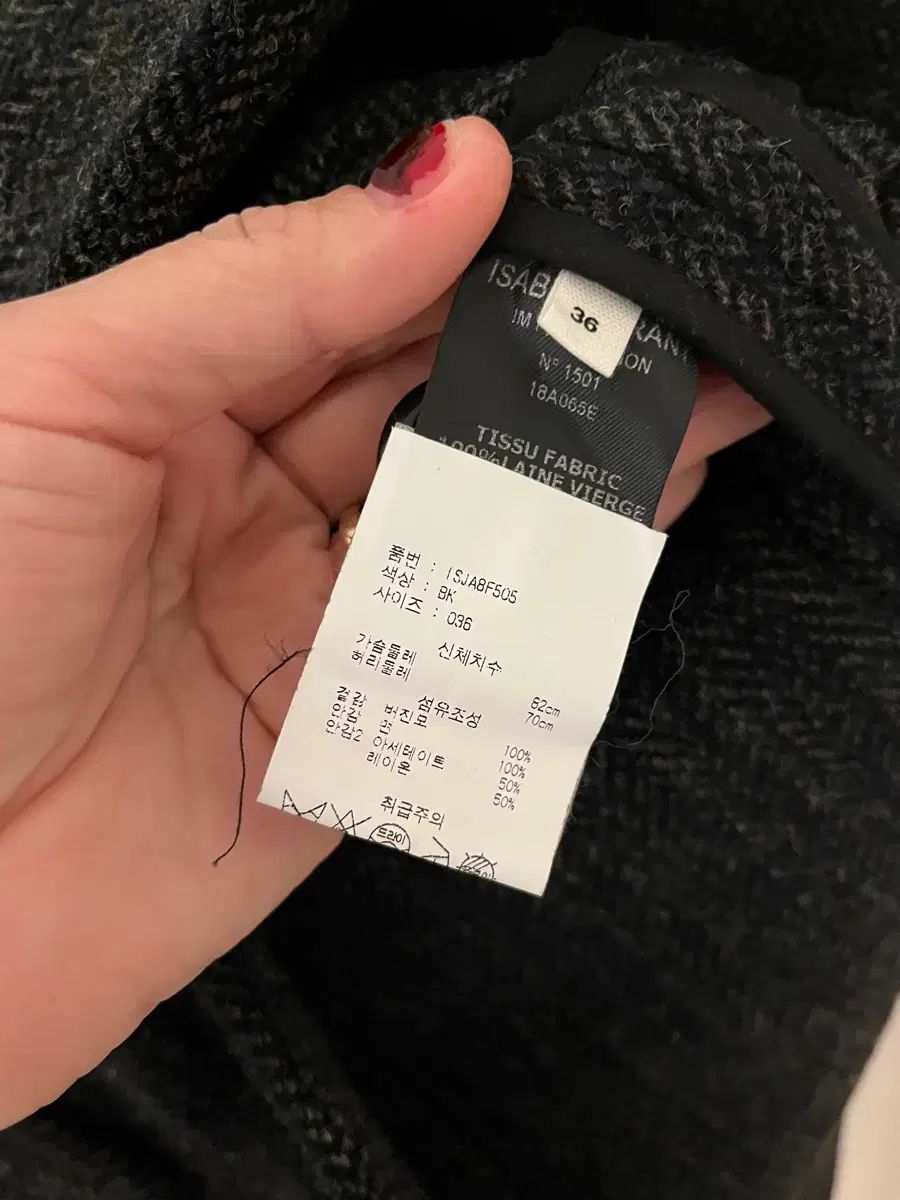 ISAB
RANT
36
IM
ION
N° 1501
18A065E
TISSU FABRIC
100% LAINE VIERGE
품번 : ISJA8F505
색상 : BK
사이즈 : 036
신체치수
가슴둘레 82cm
허리둘레 70cm
섬유조성
겉감 버진모 100%
안감 면 100%
안감2 아세테이트 50%
레이온 50%
취급주의
드라이